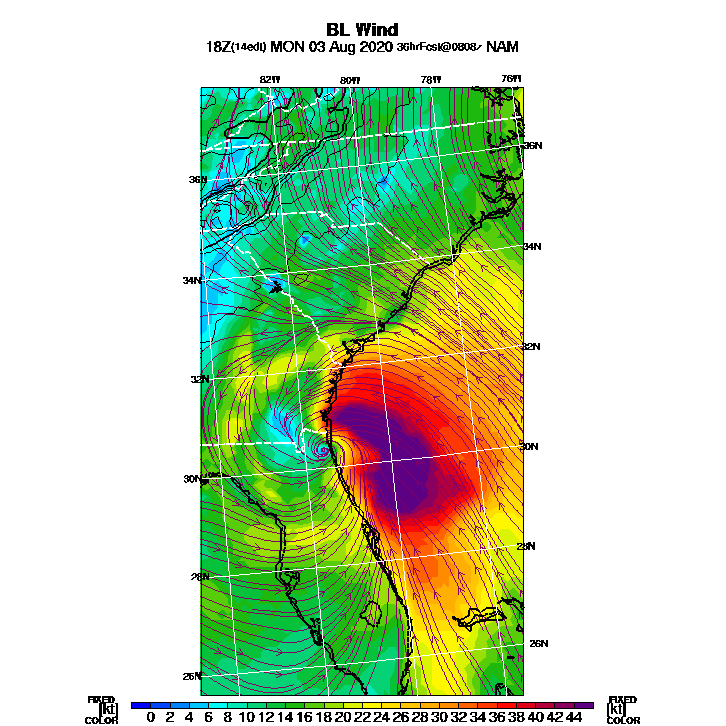 BL Wind
18Z(14edt) MON 03 Aug 2020 36hrFcst@0808z NAM
82W 80W 78W 76W
36N 36N
34N 34N
32N 32N
30N 30N
28N 28N
26N 26N
FIXED FIXED
[kt] 0 2 4 6 8 10 12 14 16 18 20 22 24 26 28 30 32 34 36 38 40 42 44 [kt]
COLOR COLOR